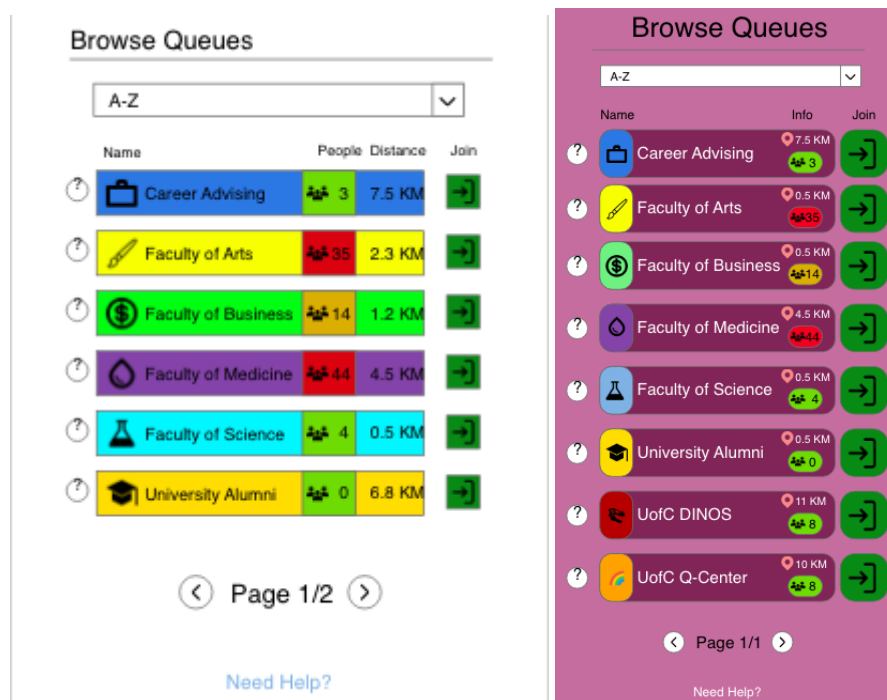 Browse Queues
A-Z
Name People Distance Join
? Career Advising 3 7.5 KM
? Faculty of Arts 35 2.3 KM
? $ Faculty of Business 14 1.2 KM
? Faculty of Medicine 44 4.5 KM
? Faculty of Science 4 0.5 KM
? University Alumni 0 6.8 KM
Page 1/2
Need Help?
Browse Queues
A-Z
Name Info Join
? Career Advising 7.5 KM
3
? Faculty of Arts 0.5 KM
35
? $ Faculty of Business 0.5 KM
14
? Faculty of Medicine 4.5 KM
44
? Faculty of Science 0.5 KM
4
? University Alumni 0.5 KM
0
? UofC DINOS 11 KM
8
? UofC Q-Center 10 KM
8
Page 1/1
Need Help?